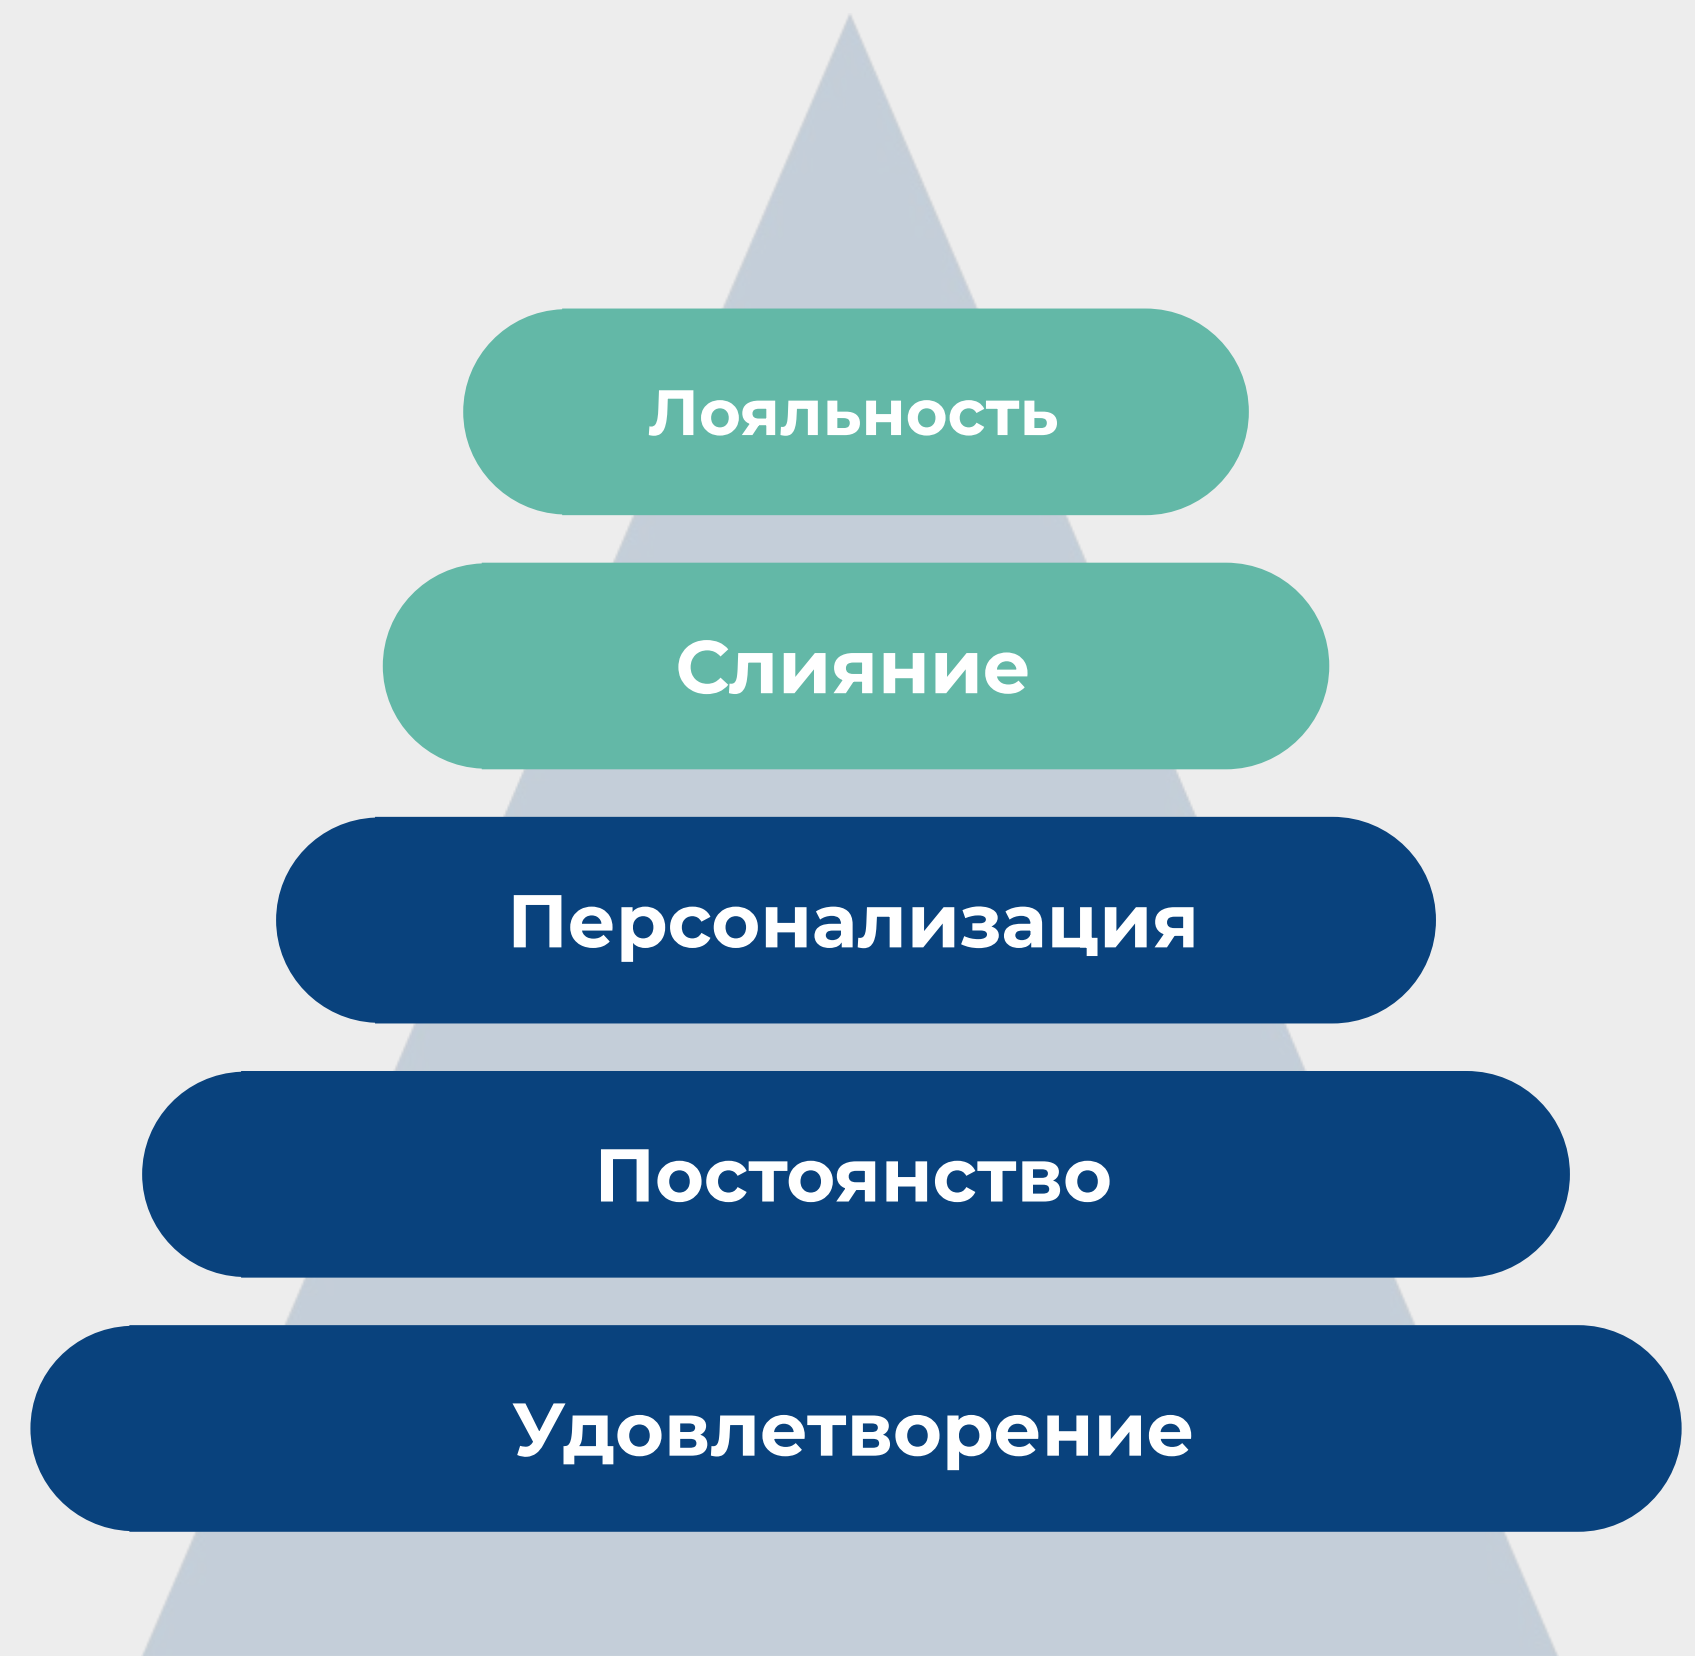 Лояльность
Слияние
Персонализация
Постоянство
Удовлетворение